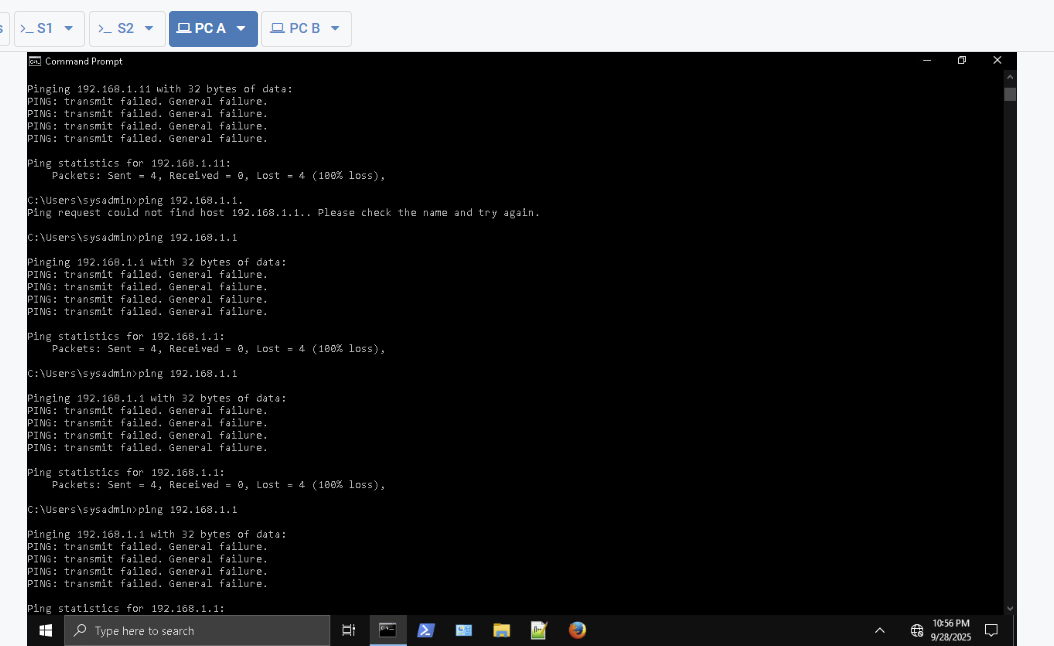 s
>_ S1
>_ S2
PC A
PC B
Command Prompt
Pinging 192.168.1.11 with 32 bytes of data:
PING: transmit failed. General failure.
PING: transmit failed. General failure.
PING: transmit failed. General failure.
PING: transmit failed. General failure.
Ping statistics for 192.168.1.11:
Packets: Sent = 4, Received = 0, Lost = 4 (100% loss),
C:\Users\sysadmin>ping 192.168.1.1.
Ping request could not find host 192.168.1.1.. Please check the name and try again.
C:\Users\sysadmin>ping 192.168.1.1
Pinging 192.168.1.1 with 32 bytes of data:
PING: transmit failed. General failure.
PING: transmit failed. General failure.
PING: transmit failed. General failure.
PING: transmit failed. General failure.
Ping statistics for 192.168.1.1:
Packets: Sent = 4, Received = 0, Lost = 4 (100% loss),
C:\Users\sysadmin>ping 192.168.1.1
Pinging 192.168.1.1 with 32 bytes of data:
PING: transmit failed. General failure.
PING: transmit failed. General failure.
PING: transmit failed. General failure.
PING: transmit failed. General failure.
Ping statistics for 192.168.1.1:
Packets: Sent = 4, Received = 0, Lost = 4 (100% loss),
C:\Users\sysadmin>ping 192.168.1.1
Pinging 192.168.1.1 with 32 bytes of data:
PING: transmit failed. General failure.
PING: transmit failed. General failure.
PING: transmit failed. General failure.
PING: transmit failed. General failure.
Ping statistics for 192.168.1.1:
Type here to search
10:56 PM
9/28/2025